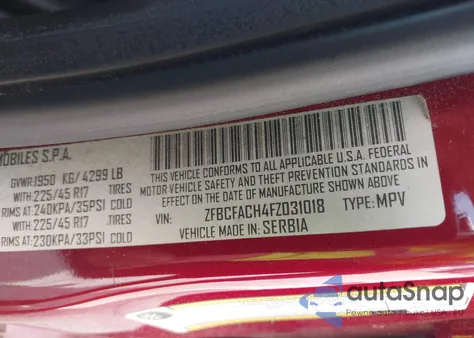 MOBILES S.P.A.
GVWR:1950 KG/ 4299 LB
WITH 225/45 R17 TIRES
RIMS AT: 240KPA/35PSI COLD
WITH 225/45 R17 TIRES
RIMS AT: 230KPA/33PSI COLD
THIS VEHICLE CONFORMS TO ALL APPLICABLE FEDERAL
MOTOR VEHICLE SAFETY, BUMPER, AND THEFT PREVENTION STANDARDS IN
EFFECT ON THE DATE OF MANUFACTURE SHOWN ABOVE
VIN: ZFBCFACH4FZ031018 TYPE: MPV
VEHICLE MADE IN: SERBIA
autoSnap